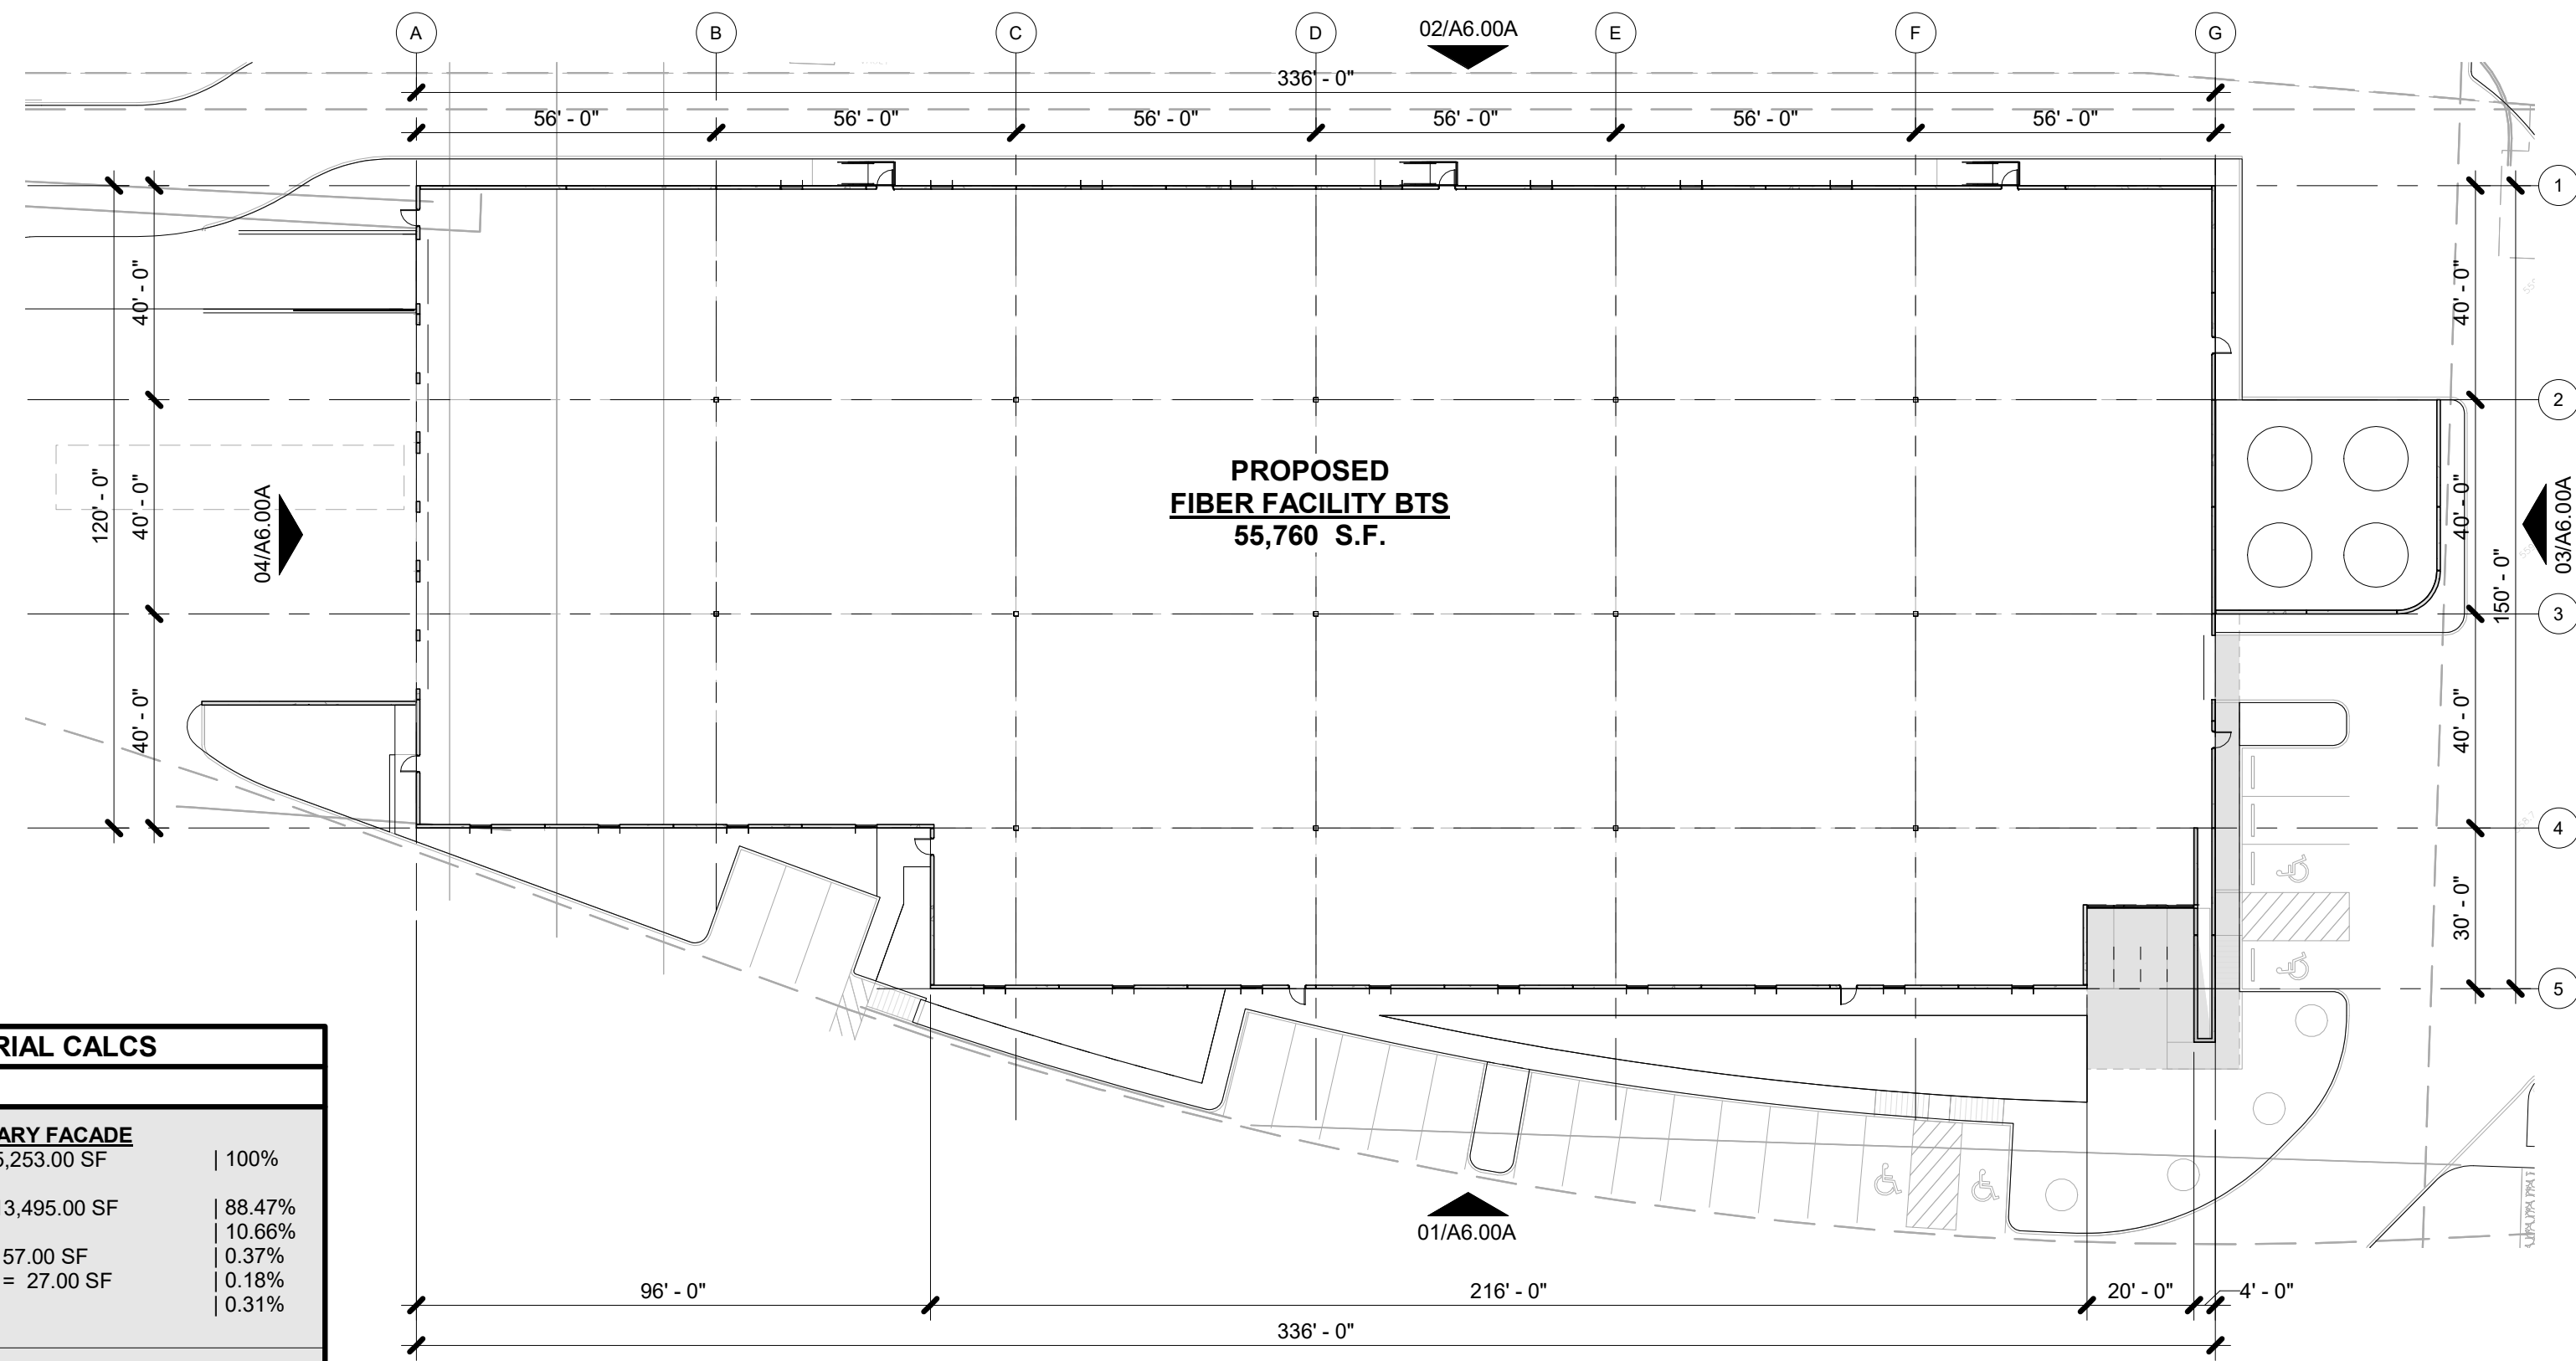 A B C D E F G
02/A6.00A
336' - 0"
56' - 0" 56' - 0" 56' - 0" 56' - 0" 56' - 0" 56' - 0"
1
40' - 0" 40' - 0"
2
PROPOSED
FIBER FACILITY BTS
55,760 S.F.
120' - 0" 40' - 0" 04/A6.00A
40' - 0" 150' - 0" 03/A6.00A
3
40' - 0" 40' - 0"
4
30' - 0"
5
RIAL CALCS
ARY FACADE
5,253.00 SF | 100%
13,495.00 SF | 88.47%
| 10.66%
57.00 SF | 0.37%
= 27.00 SF | 0.18%
| 0.31%
01/A6.00A
96' - 0" 216' - 0" 20' - 0" 4' - 0"
336' - 0"